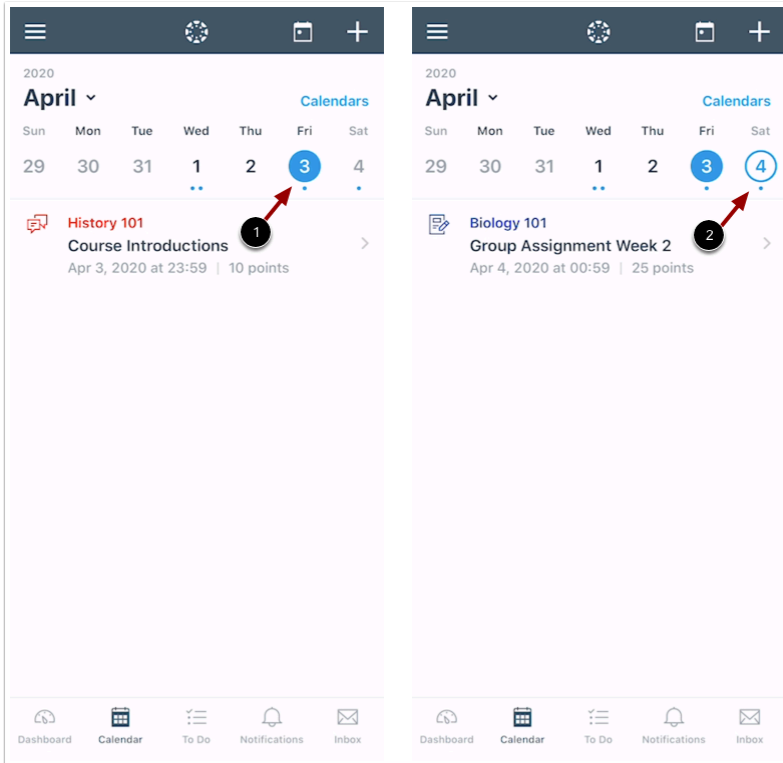 2020
April
Calendars
Sun Mon Tue Wed Thu Fri Sat
29 30 31 1 2 3 4
History 101
Course Introductions
Apr 3, 2020 at 23:59 | 10 points
1
Dashboard Calendar To Do Notifications Inbox
2020
April
Calendars
Sun Mon Tue Wed Thu Fri Sat
29 30 31 1 2 3 4
Biology 101
Group Assignment Week 2
Apr 4, 2020 at 00:59 | 25 points
2
Dashboard Calendar To Do Notifications Inbox